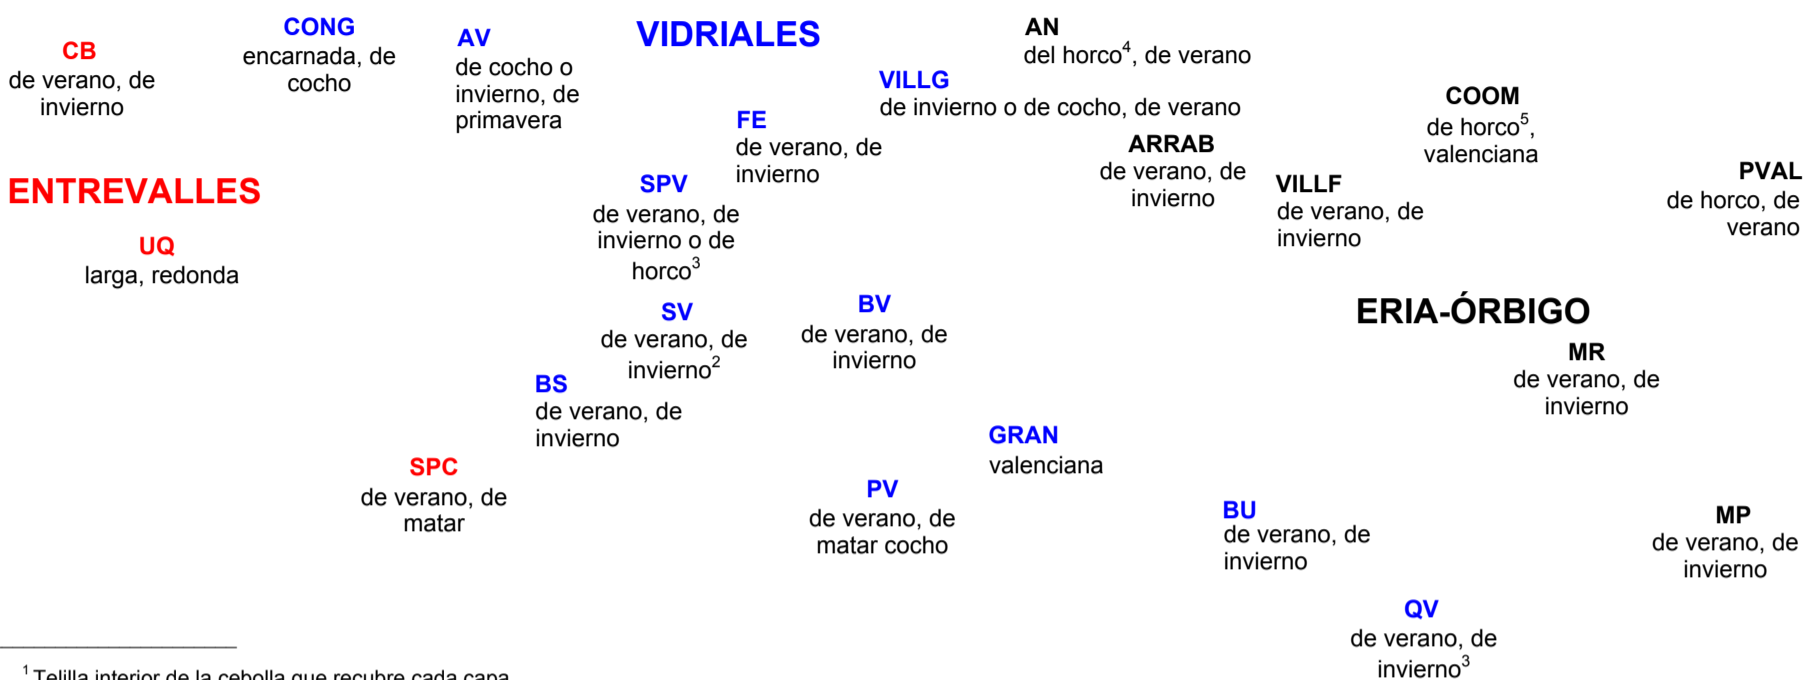 CB
de verano, de
invierno
CONG
encarnada, de
cocho
AV
de cocho o
invierno, de
primavera
VIDRIALES
AN
del horco⁴, de verano
VILLG
de invierno o de cocho, de verano
FE
de verano, de
invierno
COOM
de horco⁵,
valenciana
ARRAB
de verano, de
invierno
PVAL
de horco, de
verano
ENTREVALLES
SPV
de verano, de
invierno o de
horco³
VILLF
de verano, de
invierno
UQ
larga, redonda
SV
de verano, de
invierno²
BV
de verano, de
invierno
ERIA-ÓRBIGO
MR
de verano, de
invierno
BS
de verano, de
invierno
GRAN
valenciana
SPC
de verano, de
matar
PV
de verano, de
matar cocho
BU
de verano, de
invierno
MP
de verano, de
invierno
QV
de verano, de
invierno³
¹ Telilla interior de la cebolla que recubre cada capa